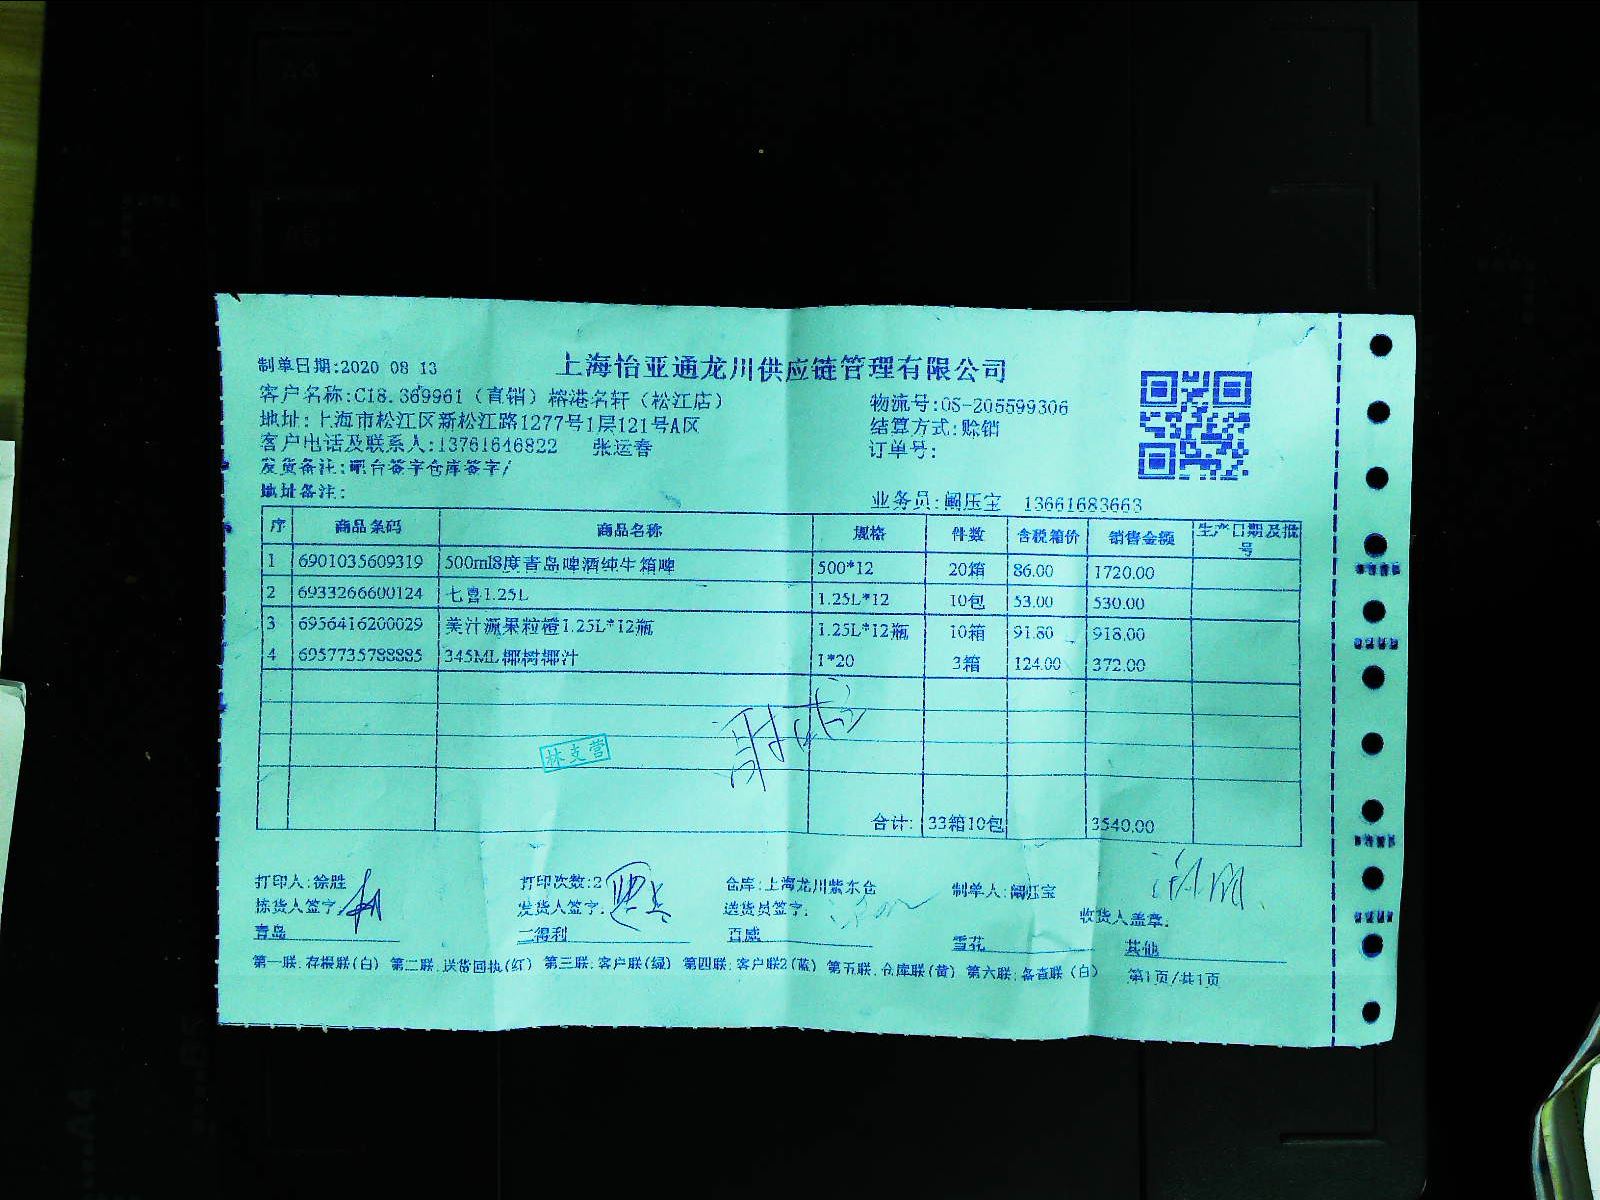 上海怡亚通龙川供应链管理有限公司
制单日期:2020 08 13
客户名称:C18.369961（直销）榕港名轩（松江店）
物流号:OS-205599306
地址:上海市松江区新松江路1277号1层121号A区
结算方式:赊销
客户电话及联系人:13761646822 张运春
订单号:
发货备注:吧台签字仓库签字/
地址备注:
业务员:阚压宝 13661683663
序 商品条码 商品名称 规格 件数 含税箱价 销售金额 生产日期及批号
1 6901035609319 500ml8度青岛啤酒纯生箱啤 500*12 20箱 86.00 1720.00
2 6933266600124 七喜1.25L 1.25L*12 10包 53.00 530.00
3 6956416200029 美汁源果粒橙1.25L*12瓶 1.25L*12瓶 10箱 91.80 918.00
4 6957735788885 345ML椰树椰汁 1*20 3箱 124.00 372.00
林支营
合计: 33箱10包 3540.00
打印人:徐胜 打印次数:2 仓库:上海龙川紫东仓 制单人:阚压宝
拣货人签字: 发货人签字: 送货员签字: 收货人盖章:
青岛 三得利 百威 雪花 其他
第一联:存根联(白) 第二联:送货回执(红) 第三联:客户联(绿) 第四联:客户联2(蓝) 第五联:仓库联(黄) 第六联:备查联(白) 第1页/共1页
A4